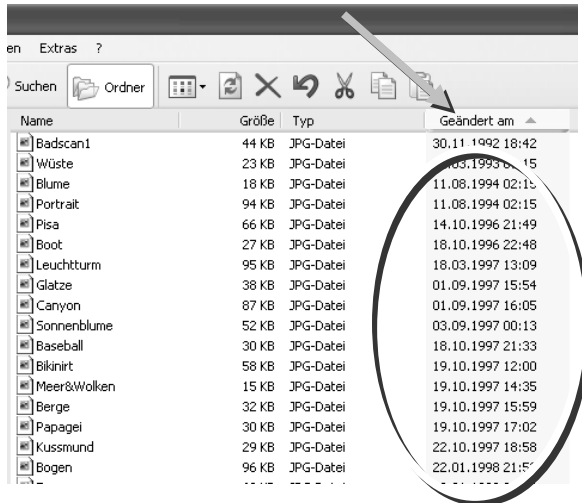 en Extras ?
Suchen Ordner
Name Größe Typ Geändert am
Badscan1 44 KB JPG-Datei 30.11.1992 18:42
Wüste 23 KB JPG-Datei
Blume 18 KB JPG-Datei 11.08.1994 02:15
Portrait 94 KB JPG-Datei 11.08.1994 02:15
Pisa 66 KB JPG-Datei 14.10.1996 21:49
Boot 27 KB JPG-Datei 18.10.1996 22:48
Leuchtturm 95 KB JPG-Datei 18.03.1997 13:09
Glatze 38 KB JPG-Datei 01.09.1997 15:54
Canyon 87 KB JPG-Datei 01.09.1997 16:05
Sonnenblume 52 KB JPG-Datei 03.09.1997 00:13
Baseball 30 KB JPG-Datei 18.10.1997 21:33
Bikinirt 58 KB JPG-Datei 19.10.1997 12:00
Meer&Wolken 15 KB JPG-Datei 19.10.1997 14:35
Berge 32 KB JPG-Datei 19.10.1997 15:59
Papagei 30 KB JPG-Datei 19.10.1997 17:02
Kussmund 29 KB JPG-Datei 22.10.1997 18:58
Bogen 96 KB JPG-Datei 22.01.1998